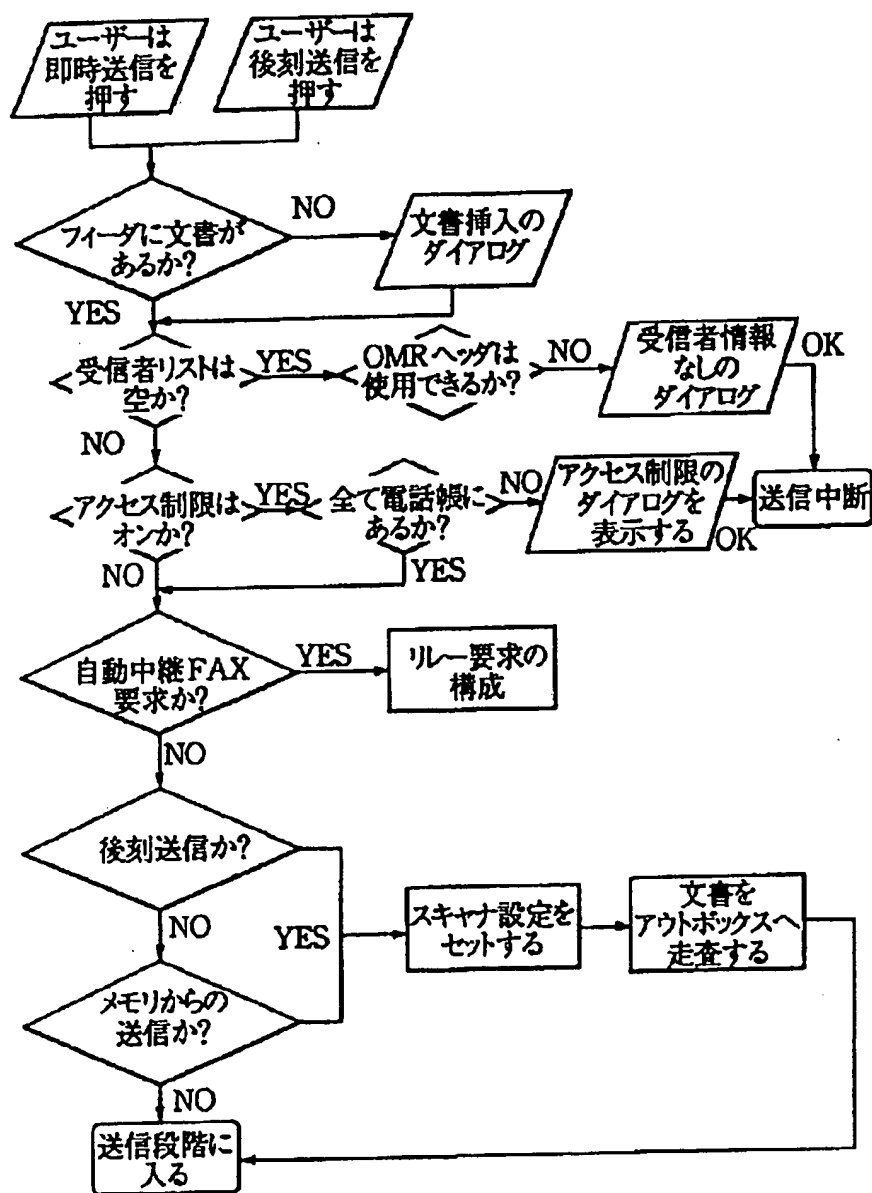 ユーザーは
即時送信を
押す
ユーザーは
後刻送信を
押す
フィーダに文書が
あるか?
NO
文書挿入の
ダイアログ
YES
受信者リストは
空か?
YES
OMRヘッダは
使用できるか?
NO
受信者情報
なしの
ダイアログ
OK
NO
アクセス制限は
オンか?
YES
全て電話帳に
あるか?
NO
アクセス制限の
ダイアログを
表示する
OK
送信中断
NO
YES
自動中継FAX
要求か?
YES
リレー要求の
構成
NO
後刻送信か?
NO
YES
スキャナ設定を
セットする
文書を
アウトボックスへ
走査する
メモリからの
送信か?
NO
送信段階に
入る